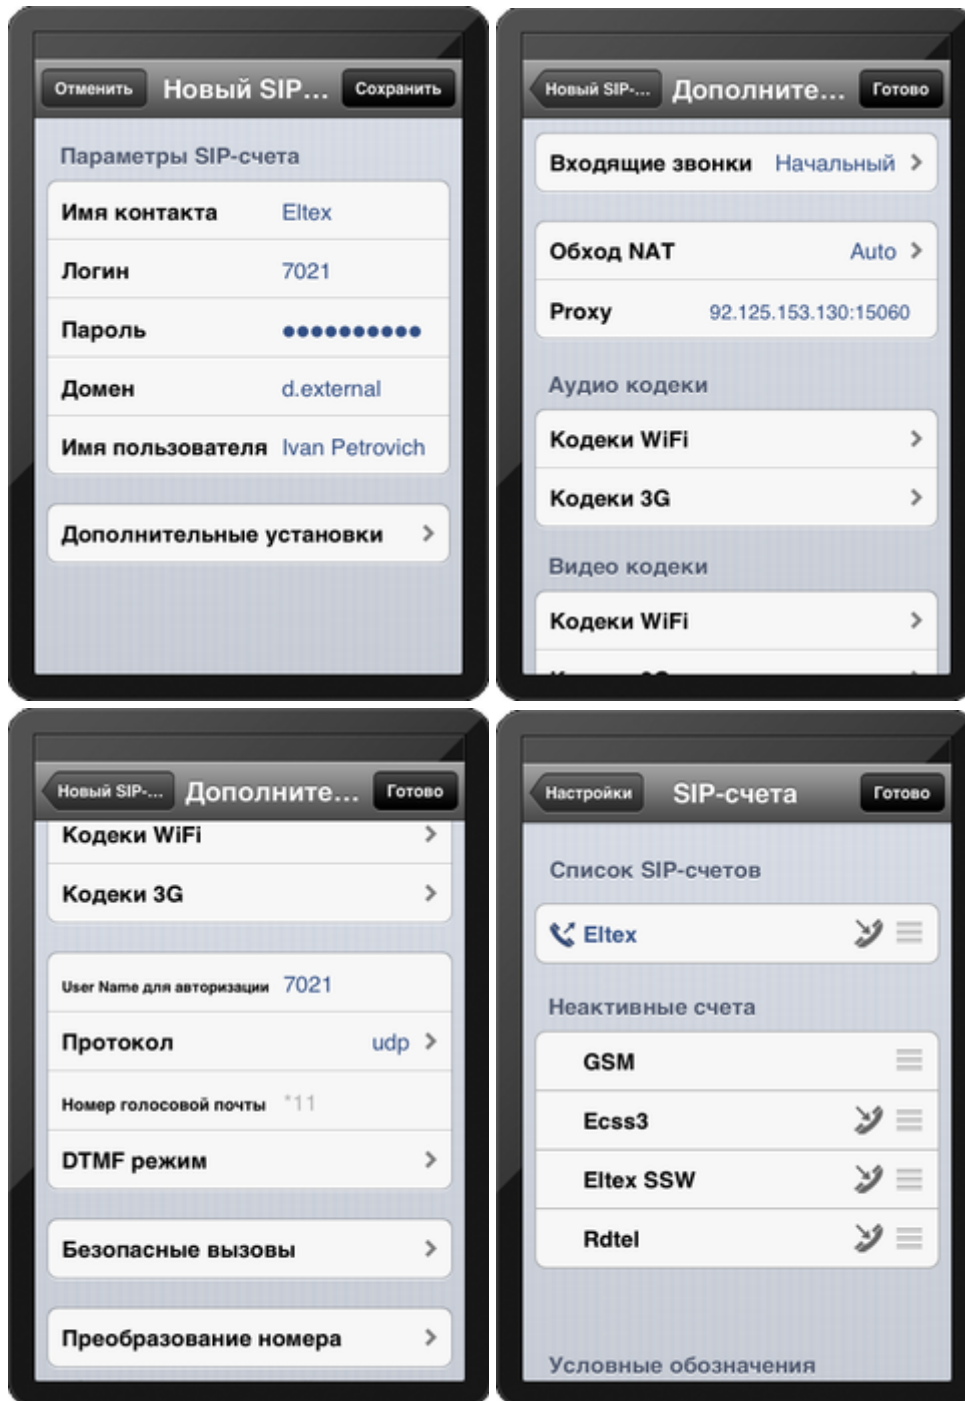 Отменить Новый SIP... Сохранить
Параметры SIP-счета
Имя контакта Eltex
Логин 7021
Пароль ●●●●●●●●●●
Домен d.external
Имя пользователя Ivan Petrovich
Дополнительные установки
Новый SIP-... Дополните... Готово
Входящие звонки Начальный
Обход NAT Auto
Proxy 92.125.153.130:15060
Аудио кодеки
Кодеки WiFi
Кодеки 3G
Видео кодеки
Кодеки WiFi
Новый SIP-... Дополните... Готово
Кодеки WiFi
Кодеки 3G
User Name для авторизации 7021
Протокол udp
Номер голосовой почты *11
DTMF режим
Безопасные вызовы
Преобразование номера
Настройки SIP-счета Готово
Список SIP-счетов
Eltex
Неактивные счета
GSM
Ecss3
Eltex SSW
Rdtel
Условные обозначения